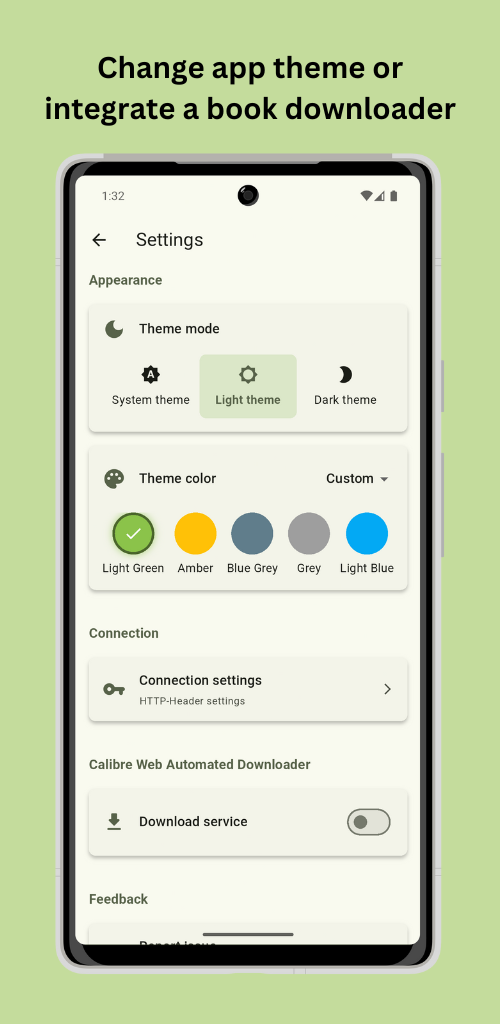 Change app theme or
integrate a book downloader
1:32
Settings
Appearance
Theme mode
A
System theme
Light theme
Dark theme
Theme color
Custom
Light Green
Amber
Blue Grey
Grey
Light Blue
Connection
Connection settings
HTTP-Header settings
Calibre Web Automated Downloader
Download service
Feedback
Report issue